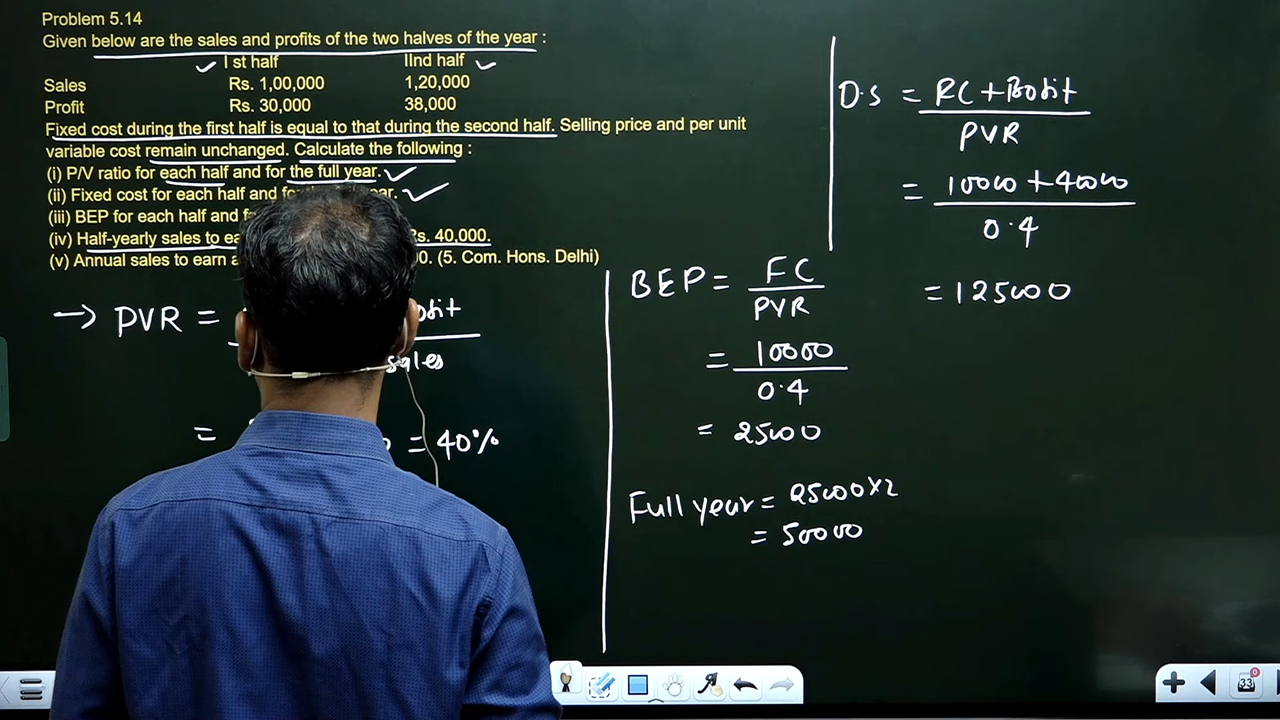 Problem 5.14
Given below are the sales and profits of the two halves of the year :
I st half IInd half
Sales Rs. 1,00,000 1,20,000
Profit Rs. 30,000 38,000
Fixed cost during the first half is equal to that during the second half. Selling price and per unit
variable cost remain unchanged. Calculate the following :
(i) P/V ratio for each half and for the full year.
(ii) Fixed cost for each half and
(iii) BEP for each half and
(iv) Half-yearly sales to Rs. 40,000.
(v) Annual sales to earn (5. Com. Hons. Delhi)
→ PVR =
sales
= = 40%
BEP = FC
PVR
= 10000
0.4
= 25000
Full year = 25000×2
= 50000
D.S =
PVR
= 10000 + 40000
0.4
= 125000
33
0